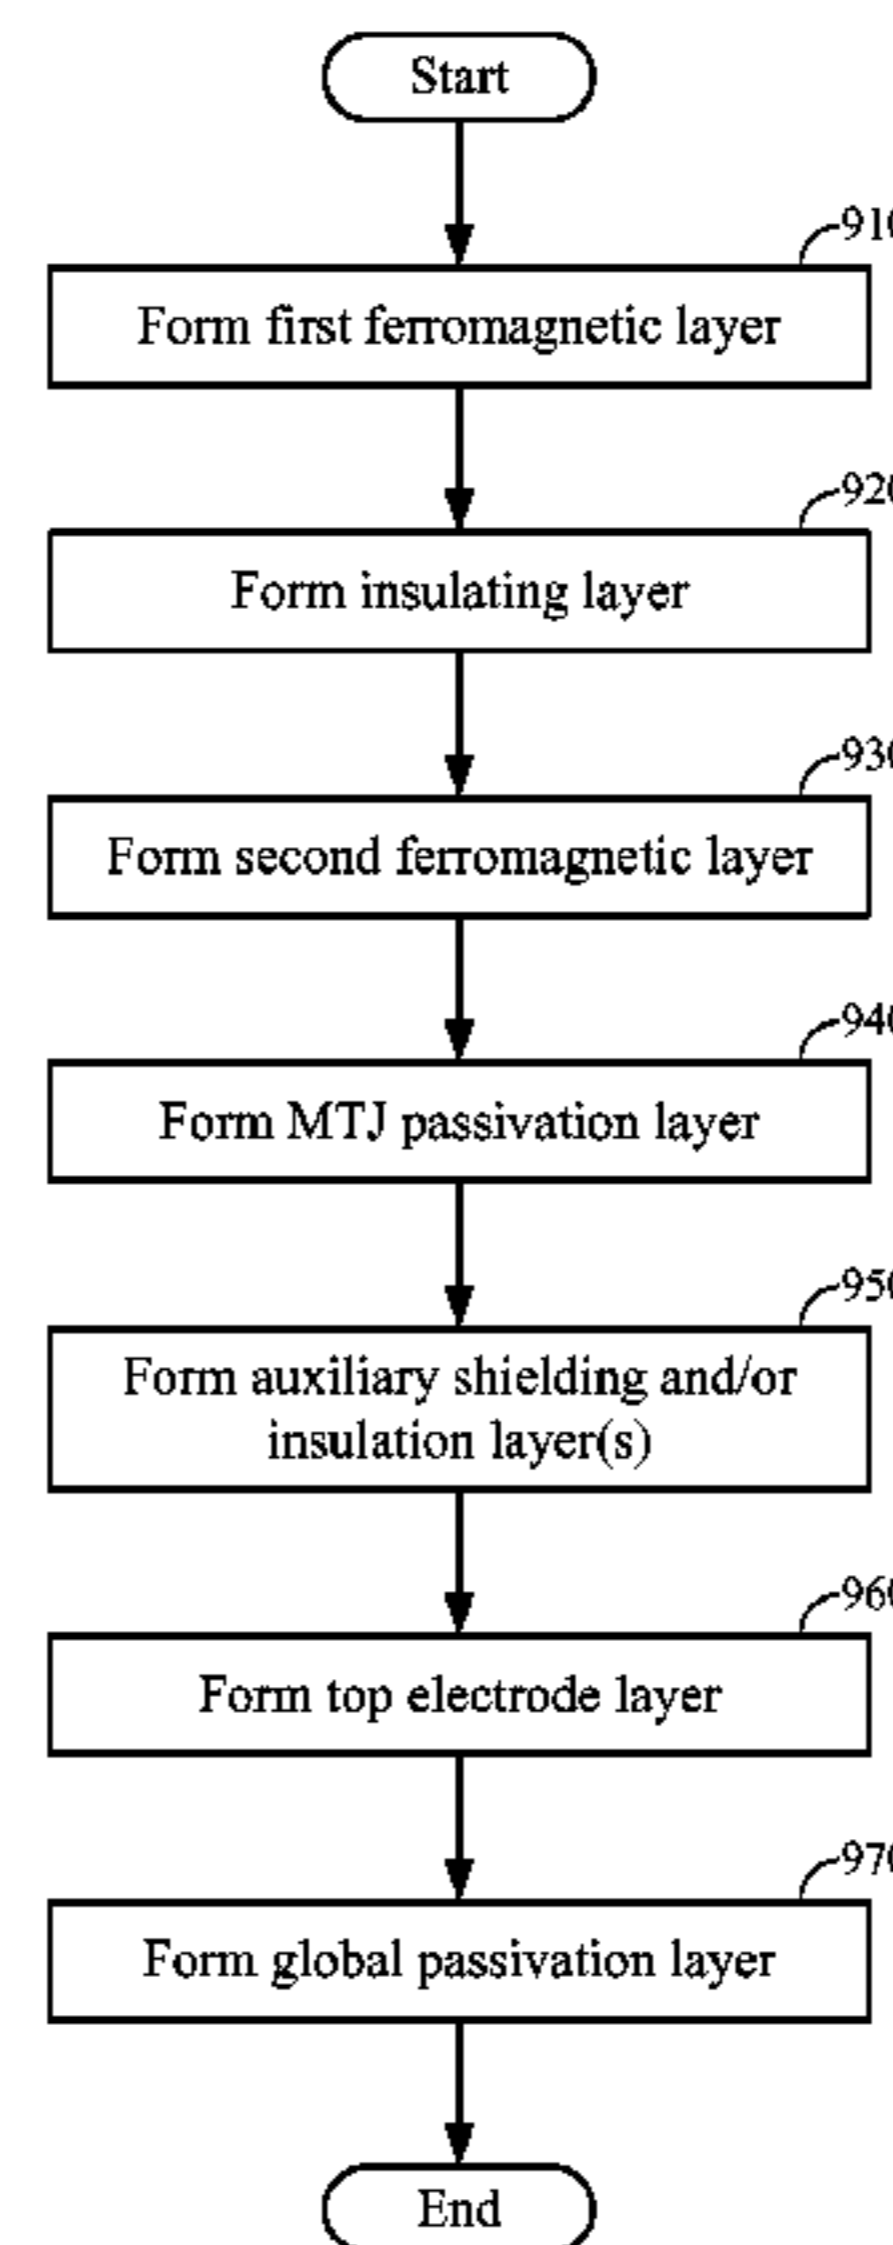 Start
910
Form first ferromagnetic layer
920
Form insulating layer
930
Form second ferromagnetic layer
940
Form MTJ passivation layer
950
Form auxiliary shielding and/or
insulation layer(s)
960
Form top electrode layer
970
Form global passivation layer
End